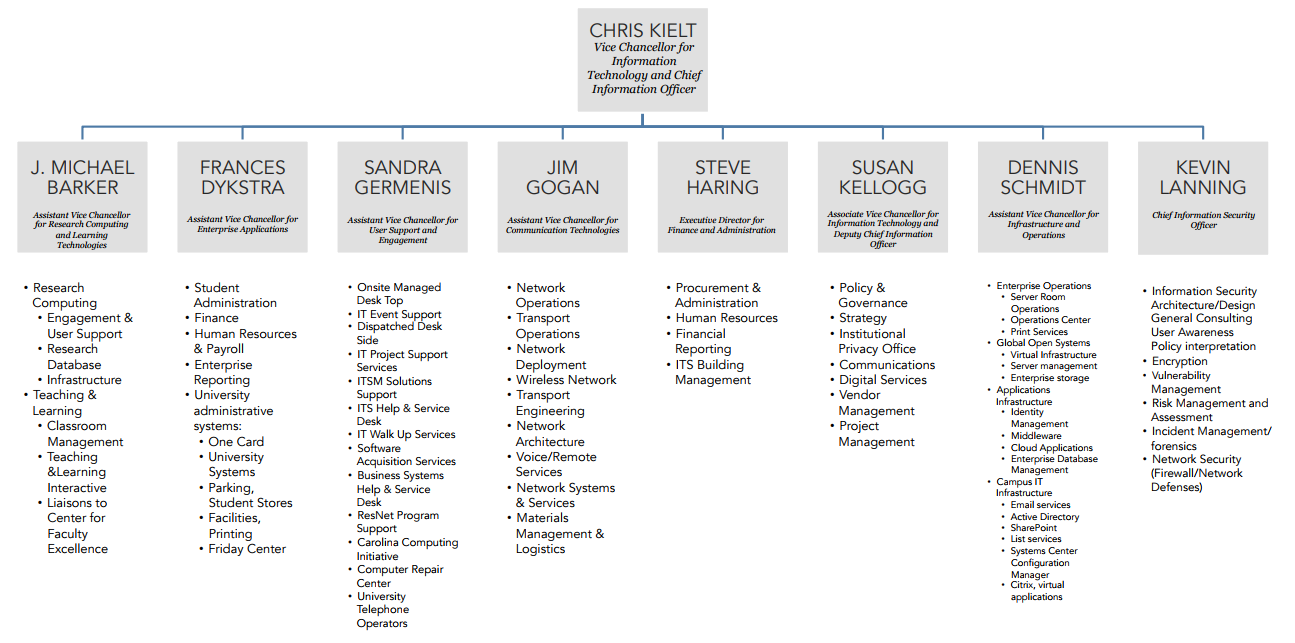 CHRIS KIELT
Vice Chancellor for
Information
Technology and Chief
Information Officer
J. MICHAEL
BARKER
Assistant Vice Chancellor
for Research Computing
and Learning
Technologies
• Research
Computing
• Engagement &
User Support
• Research
Database
• Infrastructure
• Teaching &
Learning
• Classroom
Management
• Teaching
&Learning
Interactive
• Liaisons to
Center for
Faculty
Excellence
FRANCES
DYKSTRA
Assistant Vice Chancellor for
Enterprise Applications
• Student
Administration
• Finance
• Human Resources
& Payroll
• Enterprise
Reporting
• University
administrative
systems:
• One Card
• University
Systems
• Parking,
Student Stores
• Facilities,
Printing
• Friday Center
SANDRA
GERMENIS
Assistant Vice Chancellor for
User Support and
Engagement
• Onsite Managed
Desk Top
• IT Event Support
• Dispatched Desk
Side
• IT Project Support
Services
• ITSM Solutions
Support
• ITS Help & Service
Desk
• IT Walk Up Services
• Software
Acquisition Services
• Business Systems
Help & Service
Desk
• ResNet Program
Support
• Carolina Computing
Initiative
• Computer Repair
Center
• University
Telephone
Operators
JIM
GOGAN
Assistant Vice Chancellor for
Communication Technologies
• Network
Operations
• Transport
Operations
• Network
Deployment
• Wireless Network
• Transport
Engineering
• Network
Architecture
• Voice/Remote
Services
• Network Systems
& Services
• Materials
Management &
Logistics
STEVE
HARING
Executive Director for
Finance and Administration
• Procurement &
Administration
• Human Resources
• Financial
Reporting
• ITS Building
Management
SUSAN
KELLOGG
Associate Vice Chancellor for
Information Technology and
Deputy Chief Information
Officer
• Policy &
Governance
• Strategy
• Institutional
Privacy Office
• Communications
• Digital Services
• Vendor
Management
• Project
Management
DENNIS
SCHMIDT
Assistant Vice Chancellor for
Infrastructure and
Operations
• Enterprise Operations
• Server Room
Operations
• Operations Center
• Print Services
• Global Open Systems
• Virtual Infrastructure
• Server management
• Enterprise storage
• Applications
Infrastructure
• Identity
Management
• Middleware
• Cloud Applications
• Enterprise Database
Management
• Campus IT
Infrastructure
• Email services
• Active Directory
• SharePoint
• List services
• Systems Center
Configuration
Manager
• Citrix, virtual
applications
KEVIN
LANNING
Chief Information Security
Officer
• Information Security
Architecture/Design
General Consulting
User Awareness
Policy interpretation
• Encryption
• Vulnerability
Management
• Risk Management and
Assessment
• Incident Management/
forensics
• Network Security
(Firewall/Network
Defenses)